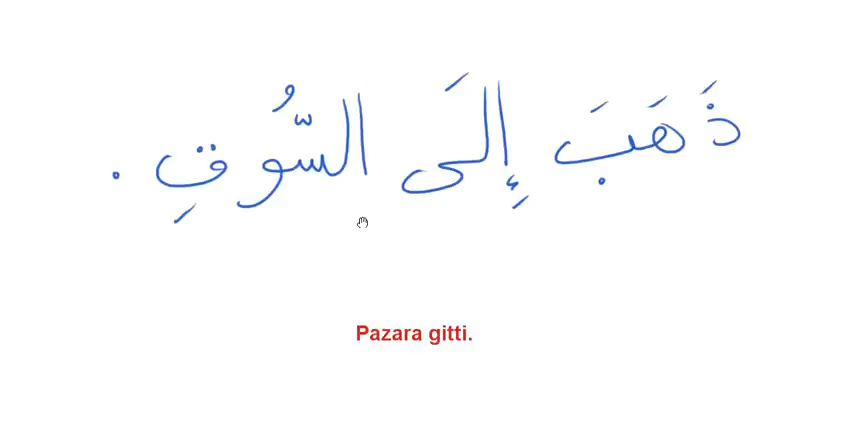 ذَهَبَ إِلَى السُّوقِ .
Pazara gitti.